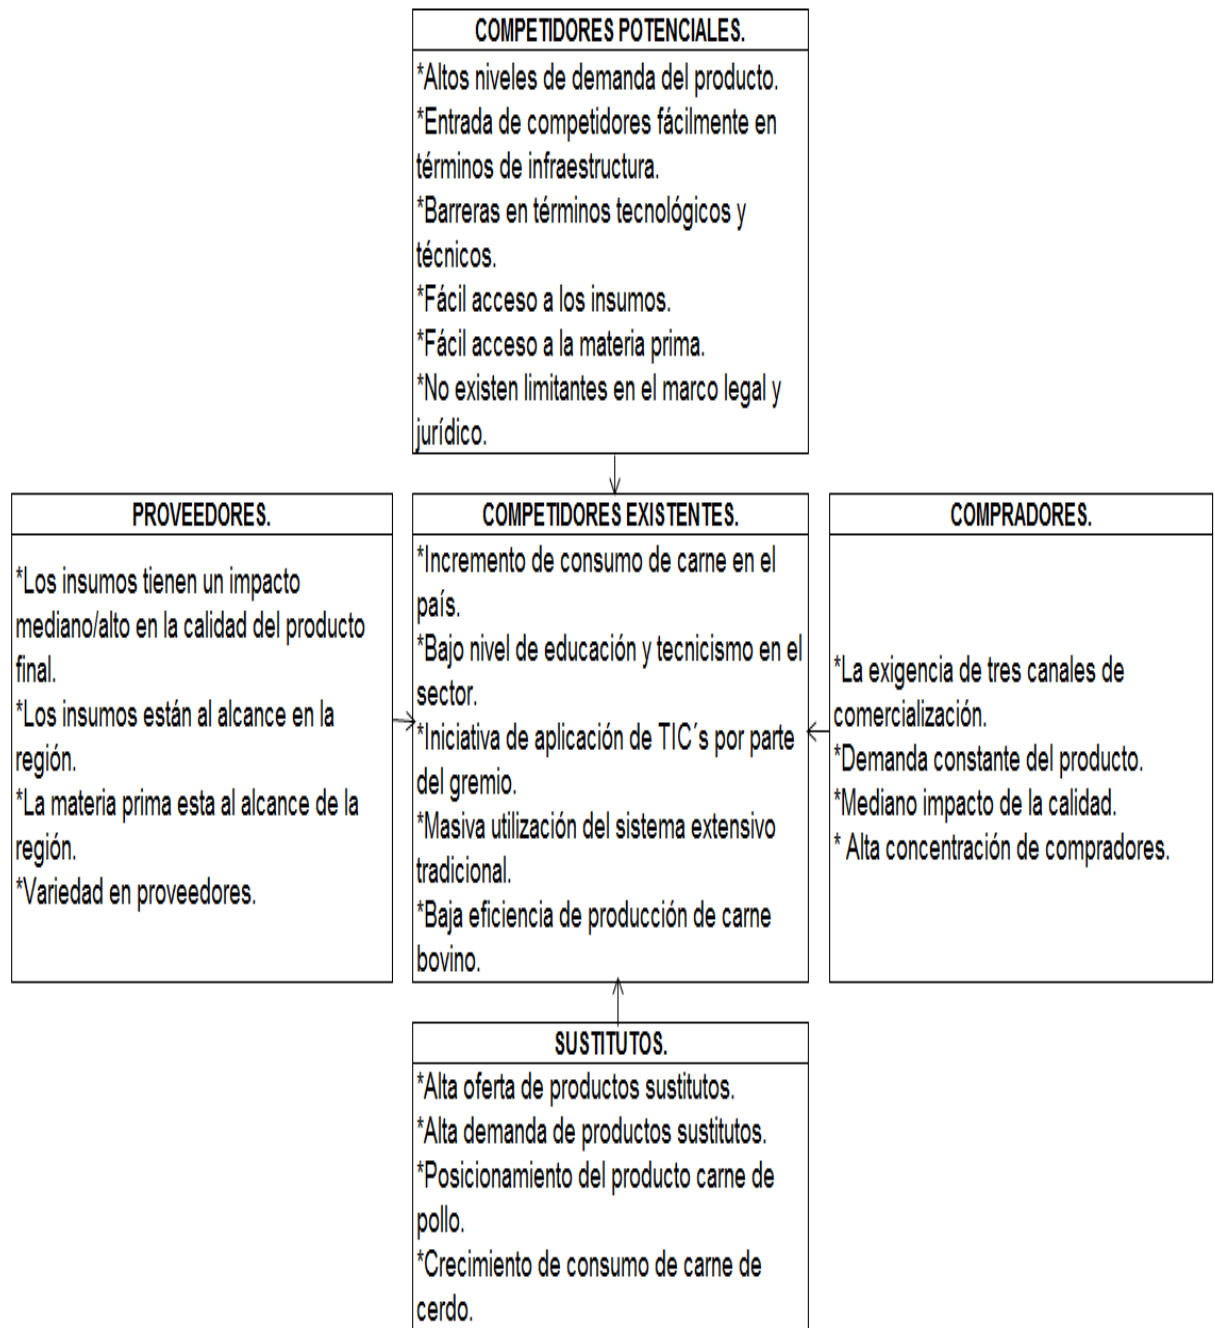 COMPETIDORES POTENCIALES.
*Altos niveles de demanda del producto.
*Entrada de competidores fácilmente en
términos de infraestructura.
*Barreras en términos tecnológicos y
técnicos.
*Fácil acceso a los insumos.
*Fácil acceso a la materia prima.
*No existen limitantes en el marco legal y
jurídico.
PROVEEDORES.
*Los insumos tienen un impacto
mediano/alto en la calidad del producto
final.
*Los insumos están al alcance en la
región.
*La materia prima esta al alcance de la
región.
*Variedad en proveedores.
COMPETIDORES EXISTENTES.
*Incremento de consumo de carne en el
país.
*Bajo nivel de educación y tecnicismo en el
sector.
*Iniciativa de aplicación de TIC´s por parte
del gremio.
*Masiva utilización del sistema extensivo
tradicional.
*Baja eficiencia de producción de carne
bovino.
COMPRADORES.
*La exigencia de tres canales de
comercialización.
*Demanda constante del producto.
*Mediano impacto de la calidad.
* Alta concentración de compradores.
SUSTITUTOS.
*Alta oferta de productos sustitutos.
*Alta demanda de productos sustitutos.
*Posicionamiento del producto carne de
pollo.
*Crecimiento de consumo de carne de
cerdo.